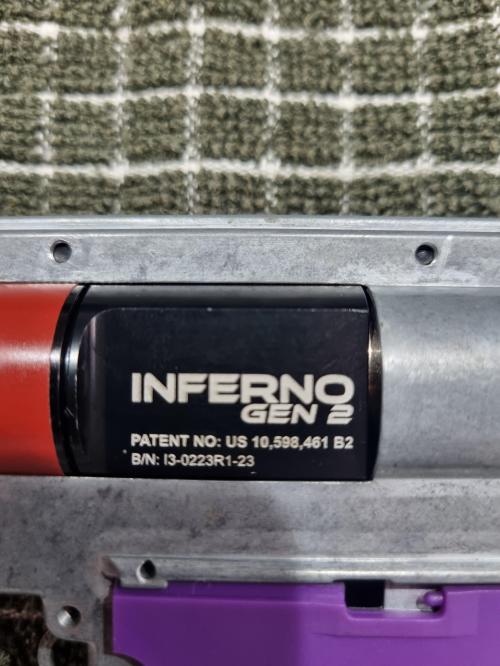 INFERNO
GEN 2
PATENT NO: US 10,598,461 B2
B/N: I3-0223R1-23